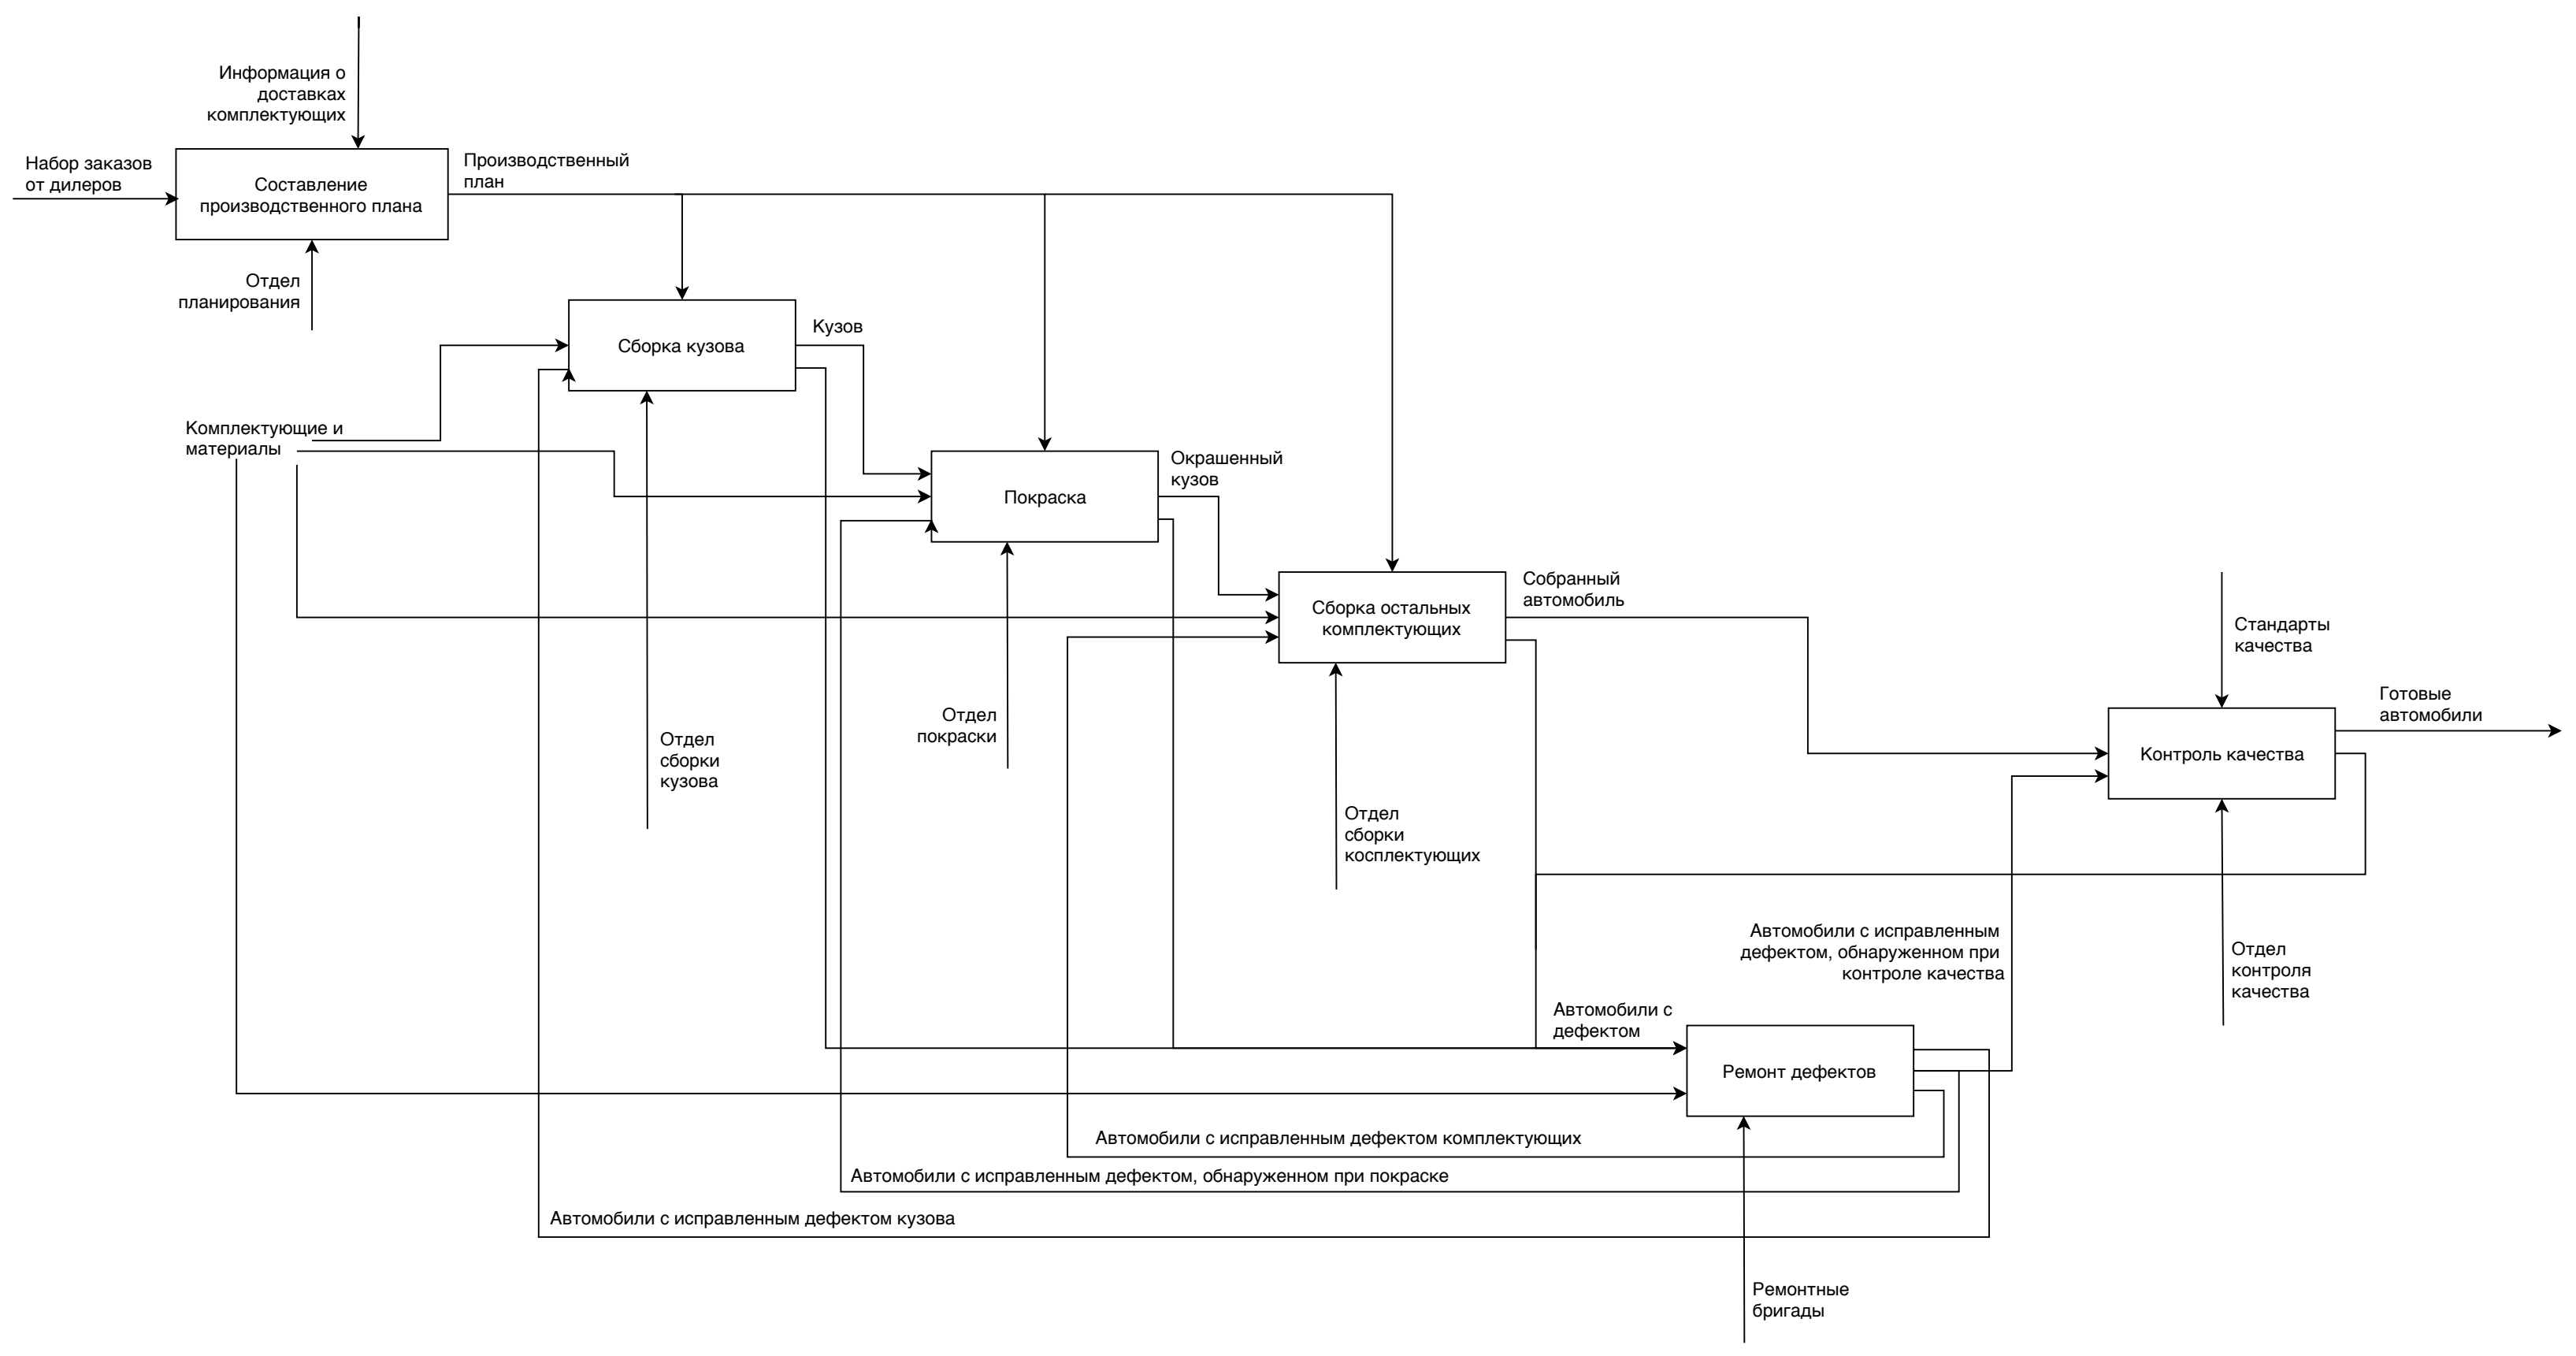 Информация о
доставках
комплектующих
Набор заказов
от дилеров
Составление
производственного плана
Производственный
план
Отдел
планирования
Сборка кузова
Кузов
Комплектующие и
материалы
Покраска
Окрашенный
кузов
Сборка остальных
комплектующих
Собранный
автомобиль
Стандарты
качества
Готовые
автомобили
Контроль качества
Отдел
сборки
кузова
Отдел
покраски
Отдел
сборки
косплектующих
Автомобили с исправленным
дефектом, обнаруженном при
контроле качества
Отдел
контроля
качества
Автомобили с
дефектом
Ремонт дефектов
Автомобили с исправленным дефектом комплектующих
Автомобили с исправленным дефектом, обнаруженном при покраске
Автомобили с исправленным дефектом кузова
Ремонтные
бригады